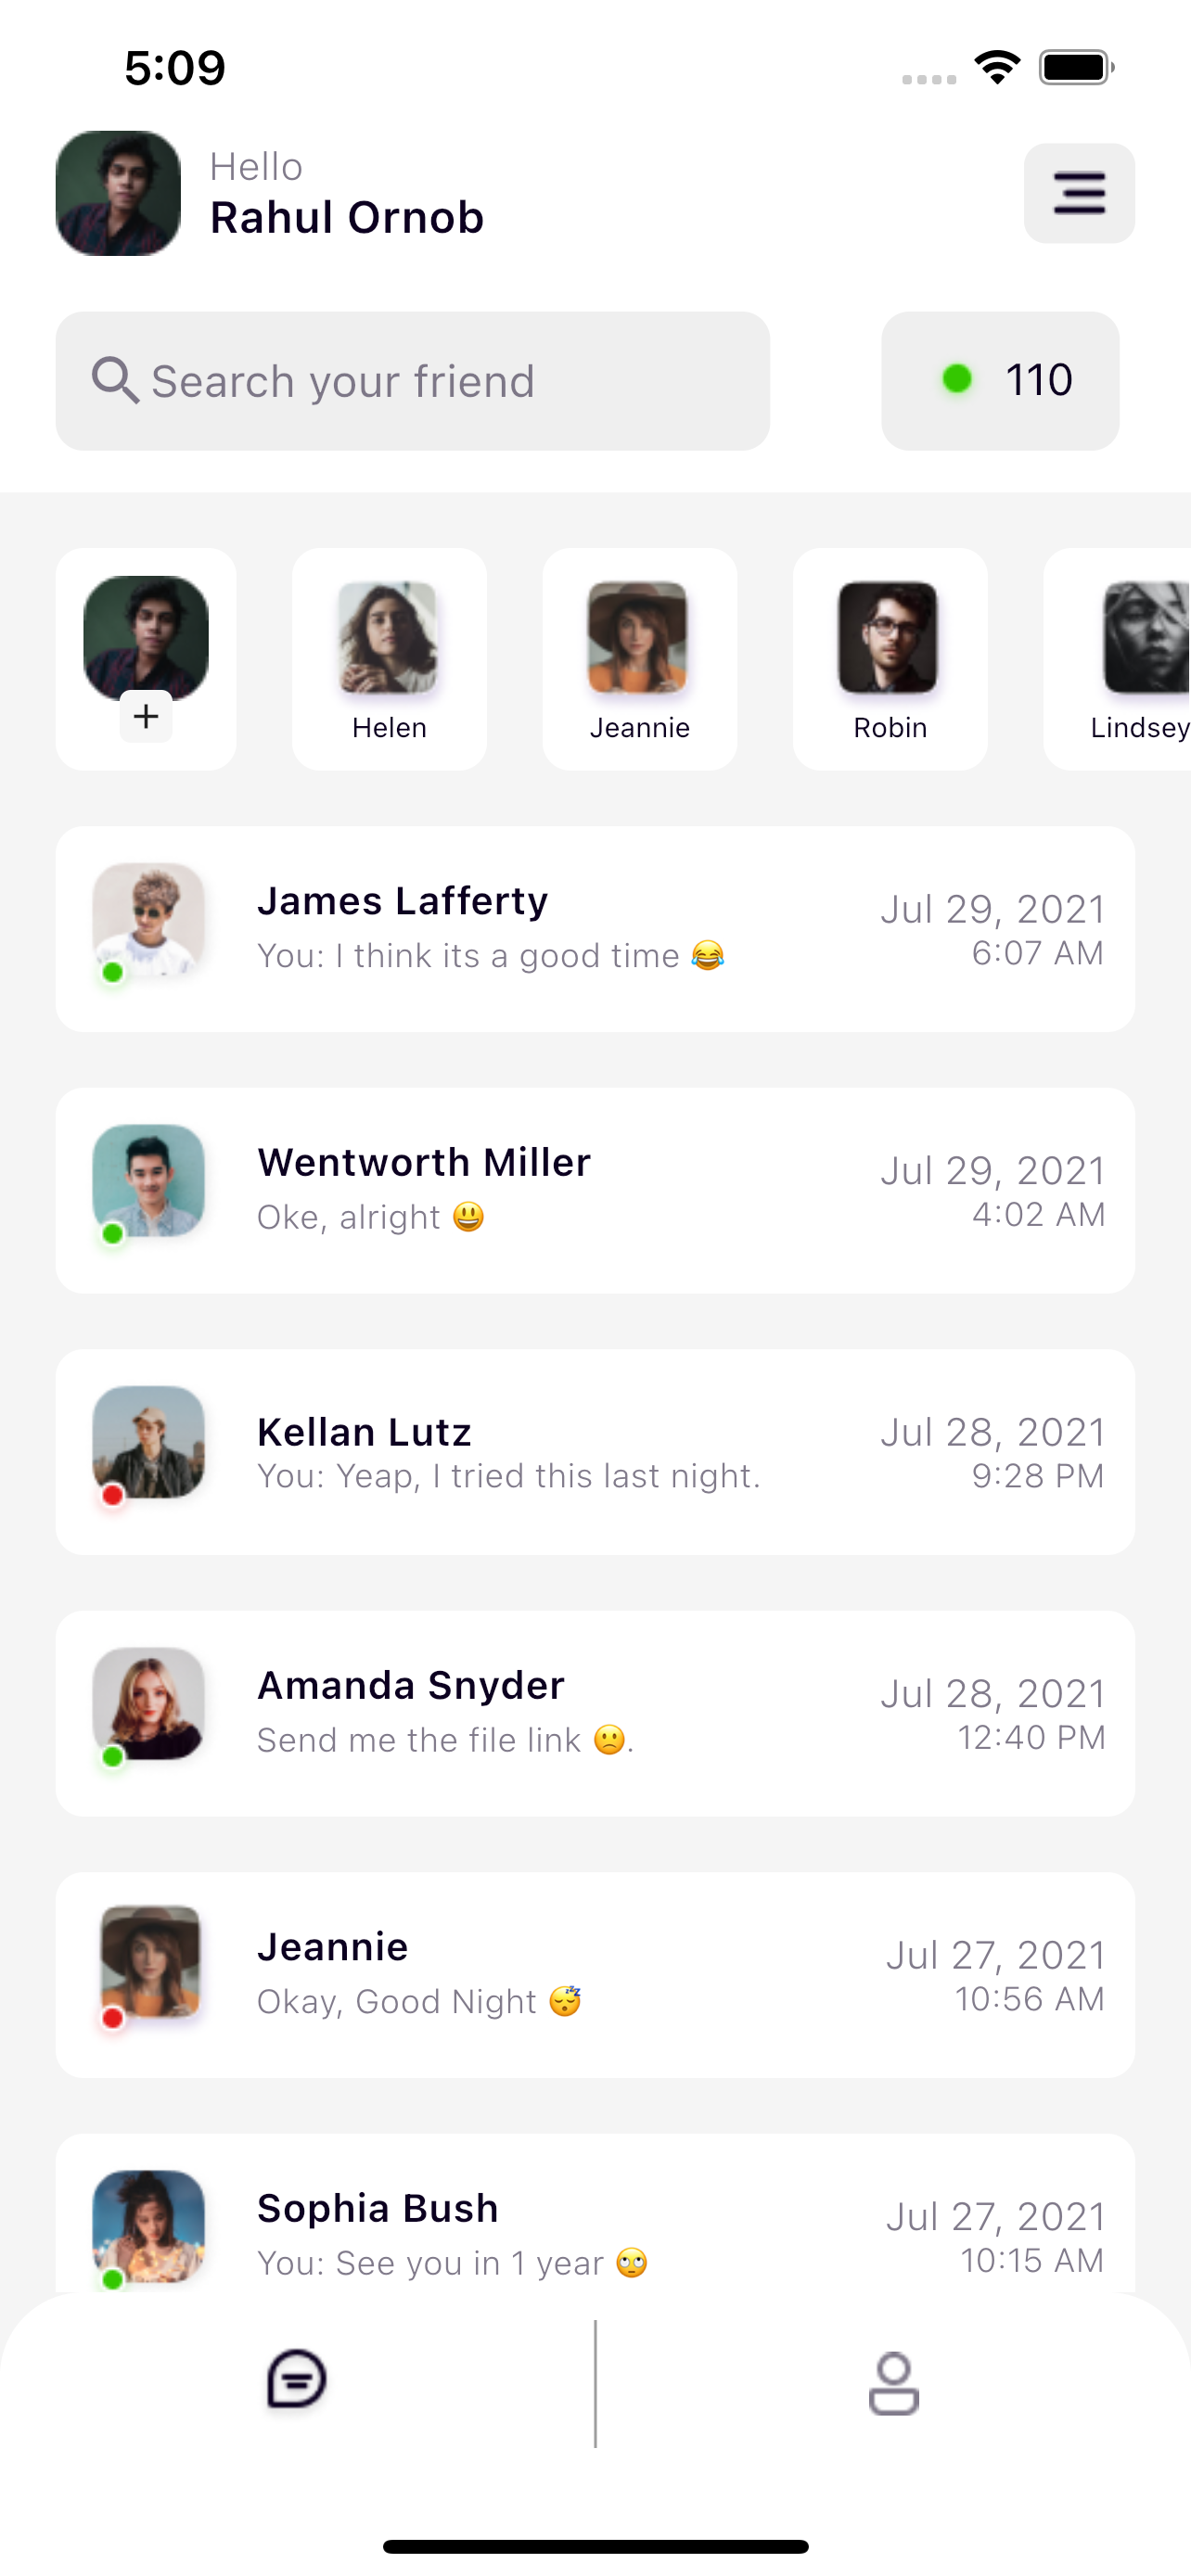 5:09
Hello
Rahul Ornob
Search your friend
110
Helen
Jeannie
Robin
Lindsey
James Lafferty
Jul 29, 2021
You: I think its a good time 😂
6:07 AM
Wentworth Miller
Jul 29, 2021
Oke, alright 😃
4:02 AM
Kellan Lutz
Jul 28, 2021
You: Yeap, I tried this last night.
9:28 PM
Amanda Snyder
Jul 28, 2021
Send me the file link 🙁.
12:40 PM
Jeannie
Jul 27, 2021
Okay, Good Night 😴
10:56 AM
Sophia Bush
Jul 27, 2021
You: See you in 1 year 🙄
10:15 AM